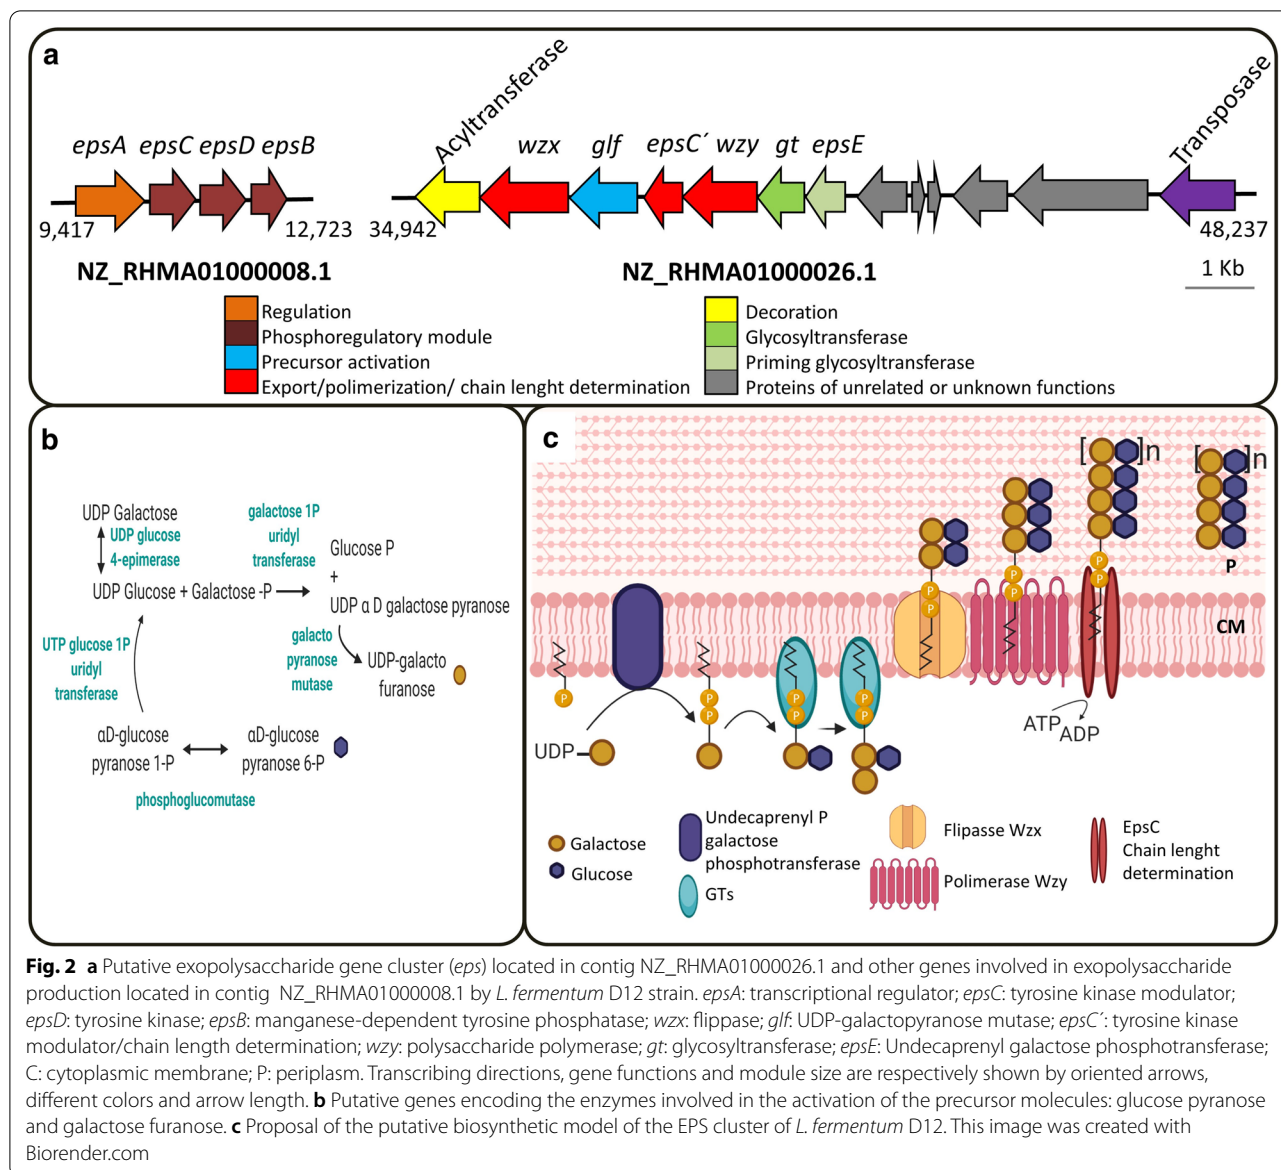 a
epsA epsC epsD epsB
Acyltransferase
wzx glf epsC´ wzy gt epsE
Transposase
9,417
12,723
34,942
48,237
NZ_RHMA01000008.1
NZ_RHMA01000026.1
1 Kb
Regulation
Phosphoregulatory module
Precursor activation
Export/polimerization/ chain lenght determination
Decoration
Glycosyltransferase
Priming glycosyltransferase
Proteins of unrelated or unknown functions
b
UDP Galactose
UDP glucose
4-epimerase
galactose 1P
uridyl
transferase
UDP Glucose + Galactose -P
Glucose P
+
UDP α D galactose pyranose
galacto
pyranose
mutase
UDP-galacto
furanose
UTP glucose 1P
uridyl
transferase
αD-glucose
pyranose 1-P
αD-glucose
pyranose 6-P
phosphoglucomutase
c
[ ]n
[ ]n
P
CM
P
P
P
P
P
P
P
P
P
P
P
P
P
UDP
ATP
ADP
Galactose
Glucose
Undecaprenyl P
galactose
phosphotransferase
GTs
Flipasse Wzx
Polimerase Wzy
EpsC
Chain lenght
determination
Fig. 2 a Putative exopolysaccharide gene cluster (eps) located in contig NZ_RHMA01000026.1 and other genes involved in exopolysaccharide
production located in contig NZ_RHMA01000008.1 by L. fermentum D12 strain. epsA: transcriptional regulator; epsC: tyrosine kinase modulator;
epsD: tyrosine kinase; epsB: manganese-dependent tyrosine phosphatase; wzx: flippase; glf: UDP-galactopyranose mutase; epsC´: tyrosine kinase
modulator/chain length determination; wzy: polysaccharide polymerase; gt: glycosyltransferase; epsE: Undecaprenyl galactose phosphotransferase;
C: cytoplasmic membrane; P: periplasm. Transcribing directions, gene functions and module size are respectively shown by oriented arrows,
different colors and arrow length. b Putative genes encoding the enzymes involved in the activation of the precursor molecules: glucose pyranose
and galactose furanose. c Proposal of the putative biosynthetic model of the EPS cluster of L. fermentum D12. This image was created with
Biorender.com